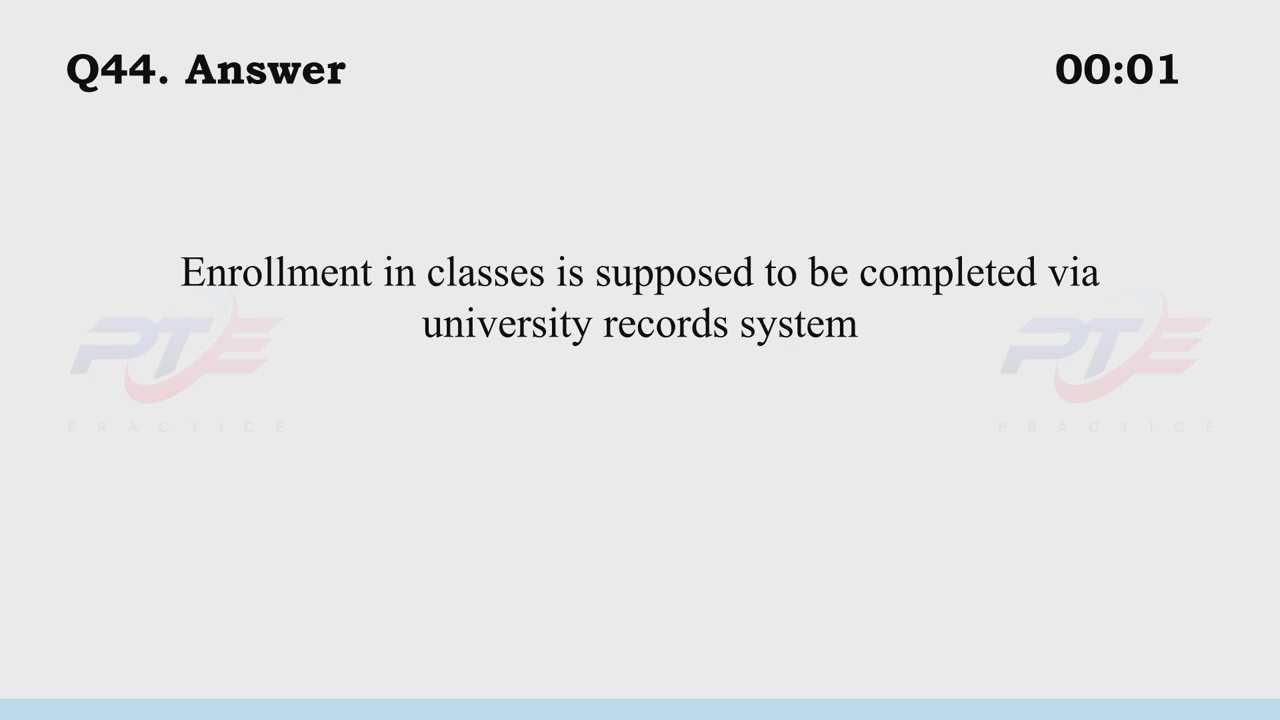 Q44. Answer
00:01
Enrollment in classes is supposed to be completed via
university records system
PTE
PRACTICE
PTE
PRACTICE